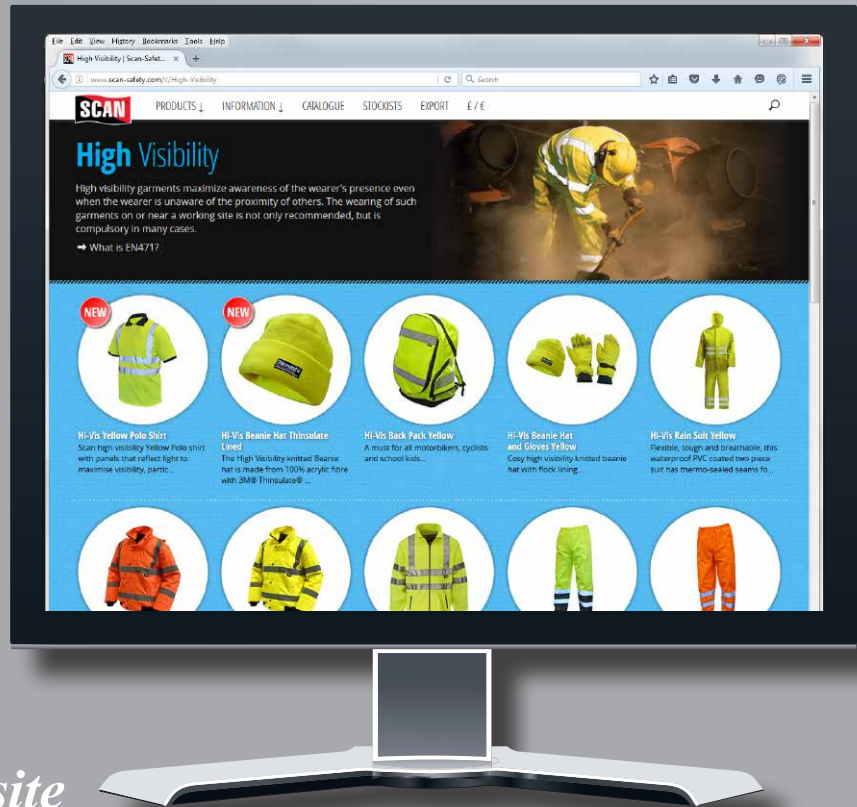 File Edit View History Bookmarks Tools Help
High Visibility | Scan-Safet... × +
www.scan-safety.com/c/High-Visibility
Search
SCAN
PRODUCTS ↓ INFORMATION ↓ CATALOGUE STOCKISTS EXPORT £ / €
High Visibility
High visibility garments maximize awareness of the wearer's presence even
when the wearer is unaware of the proximity of others. The wearing of such
garments on or near a working site is not only recommended, but is
compulsory in many cases.
➡ What is EN471?
NEW
NEW
Hi-Vis Yellow Polo Shirt
Scan high visibility Yellow Polo shirt
with panels that reflect light to
maximise visibility, partic...
Hi-Vis Beanie Hat Thinsulate
Lined
The High Visibility knitted Beanie
hat is made from 100% acrylic fibre
with 3M® Thinsulate® ...
Hi-Vis Back Pack Yellow
A must for all motorbikers, cyclists
and school kids...
Hi-Vis Beanie Hat
and Gloves Yellow
Cosy high visibility knitted beanie
hat with flock lining...
Hi-Vis Rain Suit Yellow
Flexible, tough and breathable, this
waterproof PVC coated two piece
suit has thermo-sealed seams fo...
site